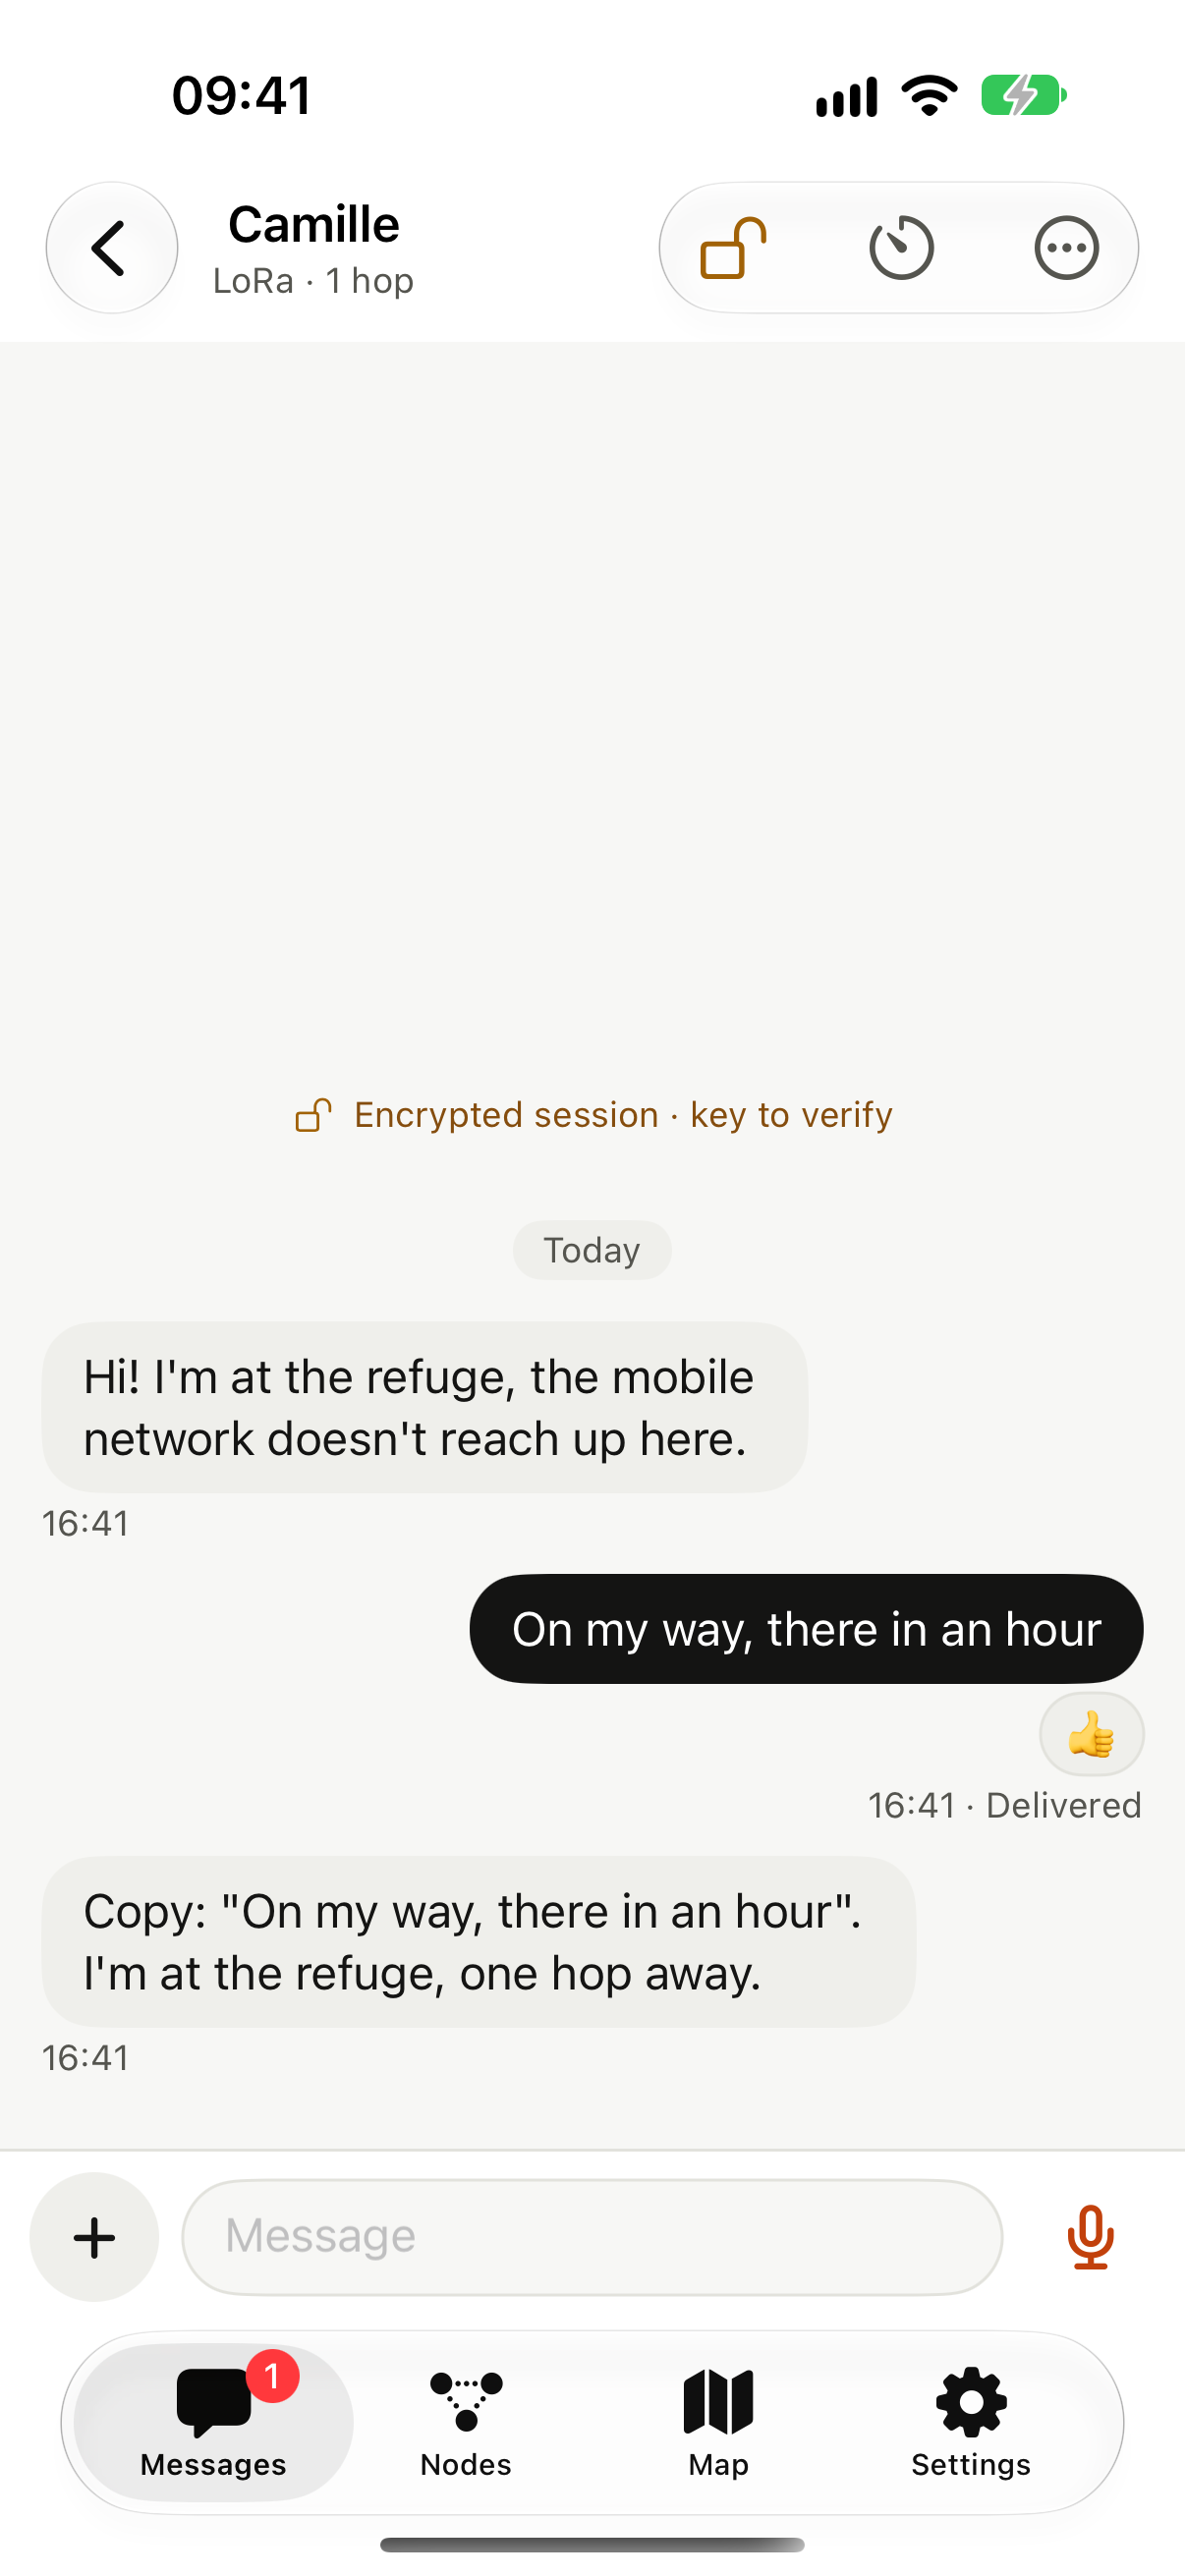 09:41
Camille
LoRa · 1 hop
Encrypted session · key to verify
Today
Hi! I'm at the refuge, the mobile
network doesn't reach up here.
16:41
On my way, there in an hour
👍
16:41 · Delivered
Copy: "On my way, there in an hour".
I'm at the refuge, one hop away.
16:41
Message
1
Messages
Nodes
Map
Settings